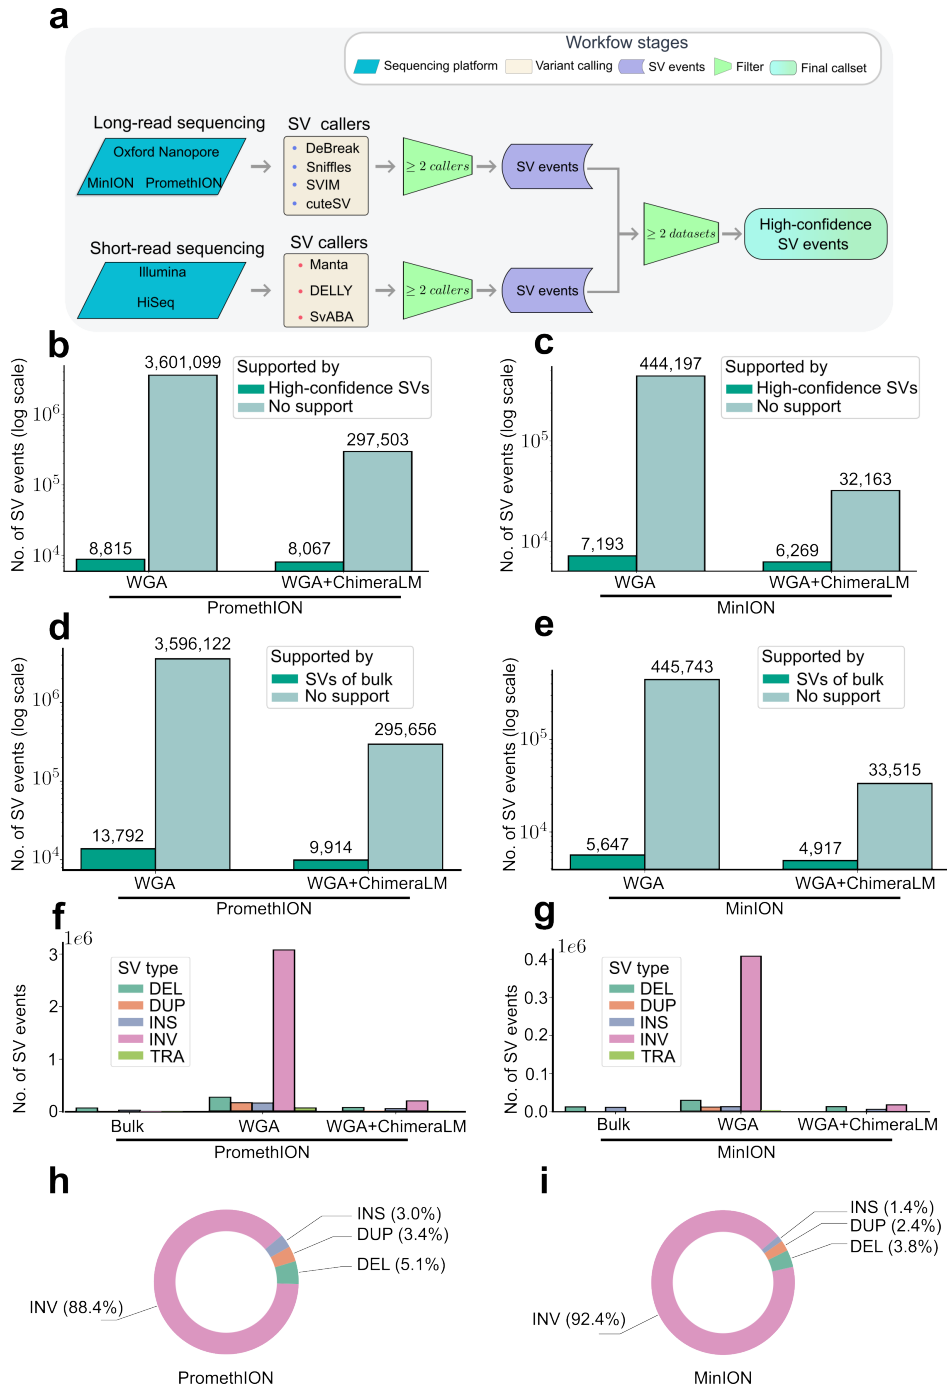 a
Workfow stages
Sequencing platform
Variant calling
SV events
Filter
Final callset
Long-read sequencing
Oxford Nanopore
MinION PromethION
SV callers
DeBreak
Sniffles
SVIM
cuteSV
≥ 2 callers
SV events
Short-read sequencing
Illumina
HiSeq
SV callers
Manta
DELLY
SvABA
≥ 2 callers
SV events
≥ 2 datasets
High-confidence
SV events
b
No. of SV events (log scale)
10^6
10^5
10^4
3,601,099
Supported by
High-confidence SVs
No support
297,503
8,815
8,067
WGA
WGA+ChimeraLM
PromethION
c
No. of SV events (log scale)
10^5
10^4
444,197
Supported by
High-confidence SVs
No support
32,163
7,193
6,269
WGA
WGA+ChimeraLM
MinION
d
No. of SV events (log scale)
10^6
10^5
10^4
3,596,122
Supported by
SVs of bulk
No support
295,656
13,792
9,914
WGA
WGA+ChimeraLM
PromethION
e
No. of SV events (log scale)
10^5
10^4
445,743
Supported by
SVs of bulk
No support
33,515
5,647
4,917
WGA
WGA+ChimeraLM
MinION
f
1e6
No. of SV events
3
2
1
0
SV type
DEL
DUP
INS
INV
TRA
Bulk
WGA
WGA+ChimeraLM
PromethION
g
1e6
No. of SV events
0.4
0.3
0.2
0.1
0.0
SV type
DEL
DUP
INS
INV
TRA
Bulk
WGA
WGA+ChimeraLM
MinION
h
INS (3.0%)
DUP (3.4%)
DEL (5.1%)
INV (88.4%)
PromethION
i
INS (1.4%)
DUP (2.4%)
DEL (3.8%)
INV (92.4%)
MinION